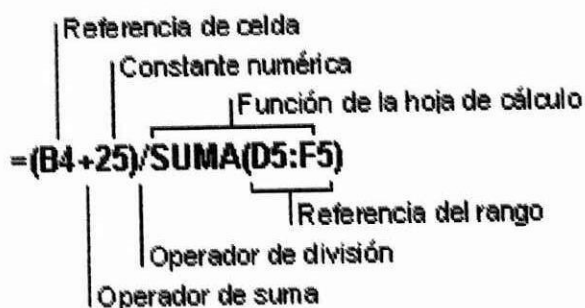 Referencia de celda
Constante numérica
Función de la hoja de cálculo
=(B4+25)/SUMA(D5:F5)
Referencia del rango
Operador de división
Operador de suma